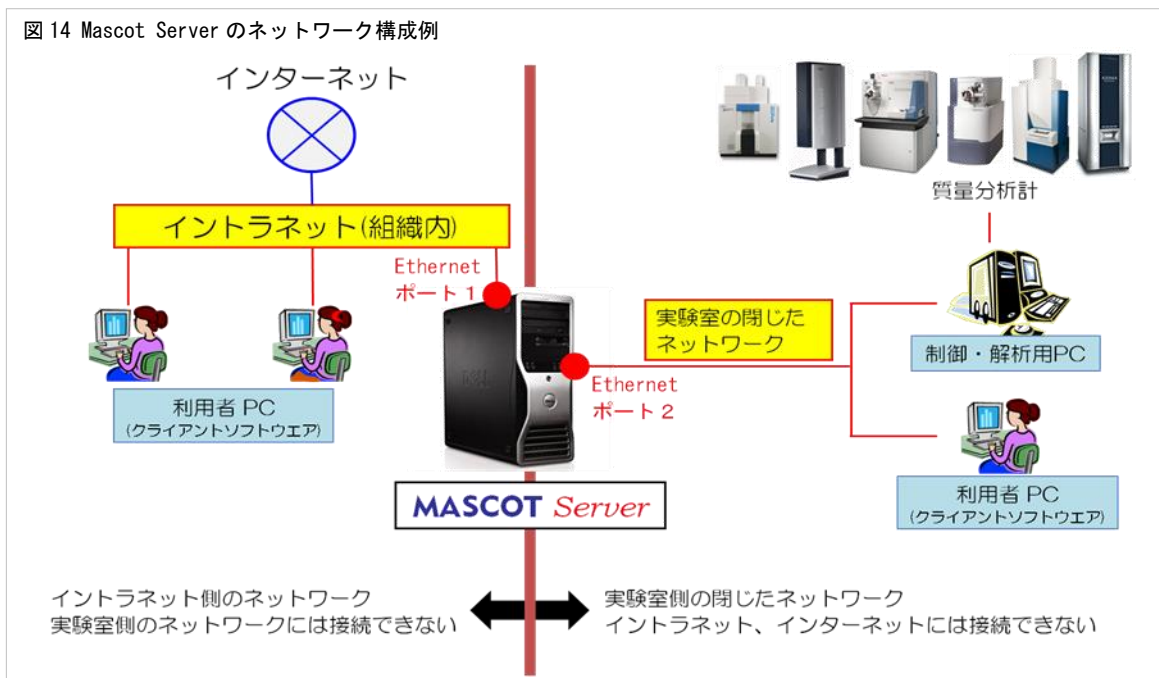 図 14 Mascot Server のネットワーク構成例
インターネット
イントラネット(組織内)
Ethernet
ポート 1
利用者 PC
(クライアントソフトウエア)
DELL
MASCOT Server
質量分析計
実験室の閉じた
ネットワーク
制御・解析用PC
Ethernet
ポート 2
利用者 PC
(クライアントソフトウエア)
イントラネット側のネットワーク
実験室側のネットワークには接続できない
実験室側の閉じたネットワーク
イントラネット、インターネットには接続できない